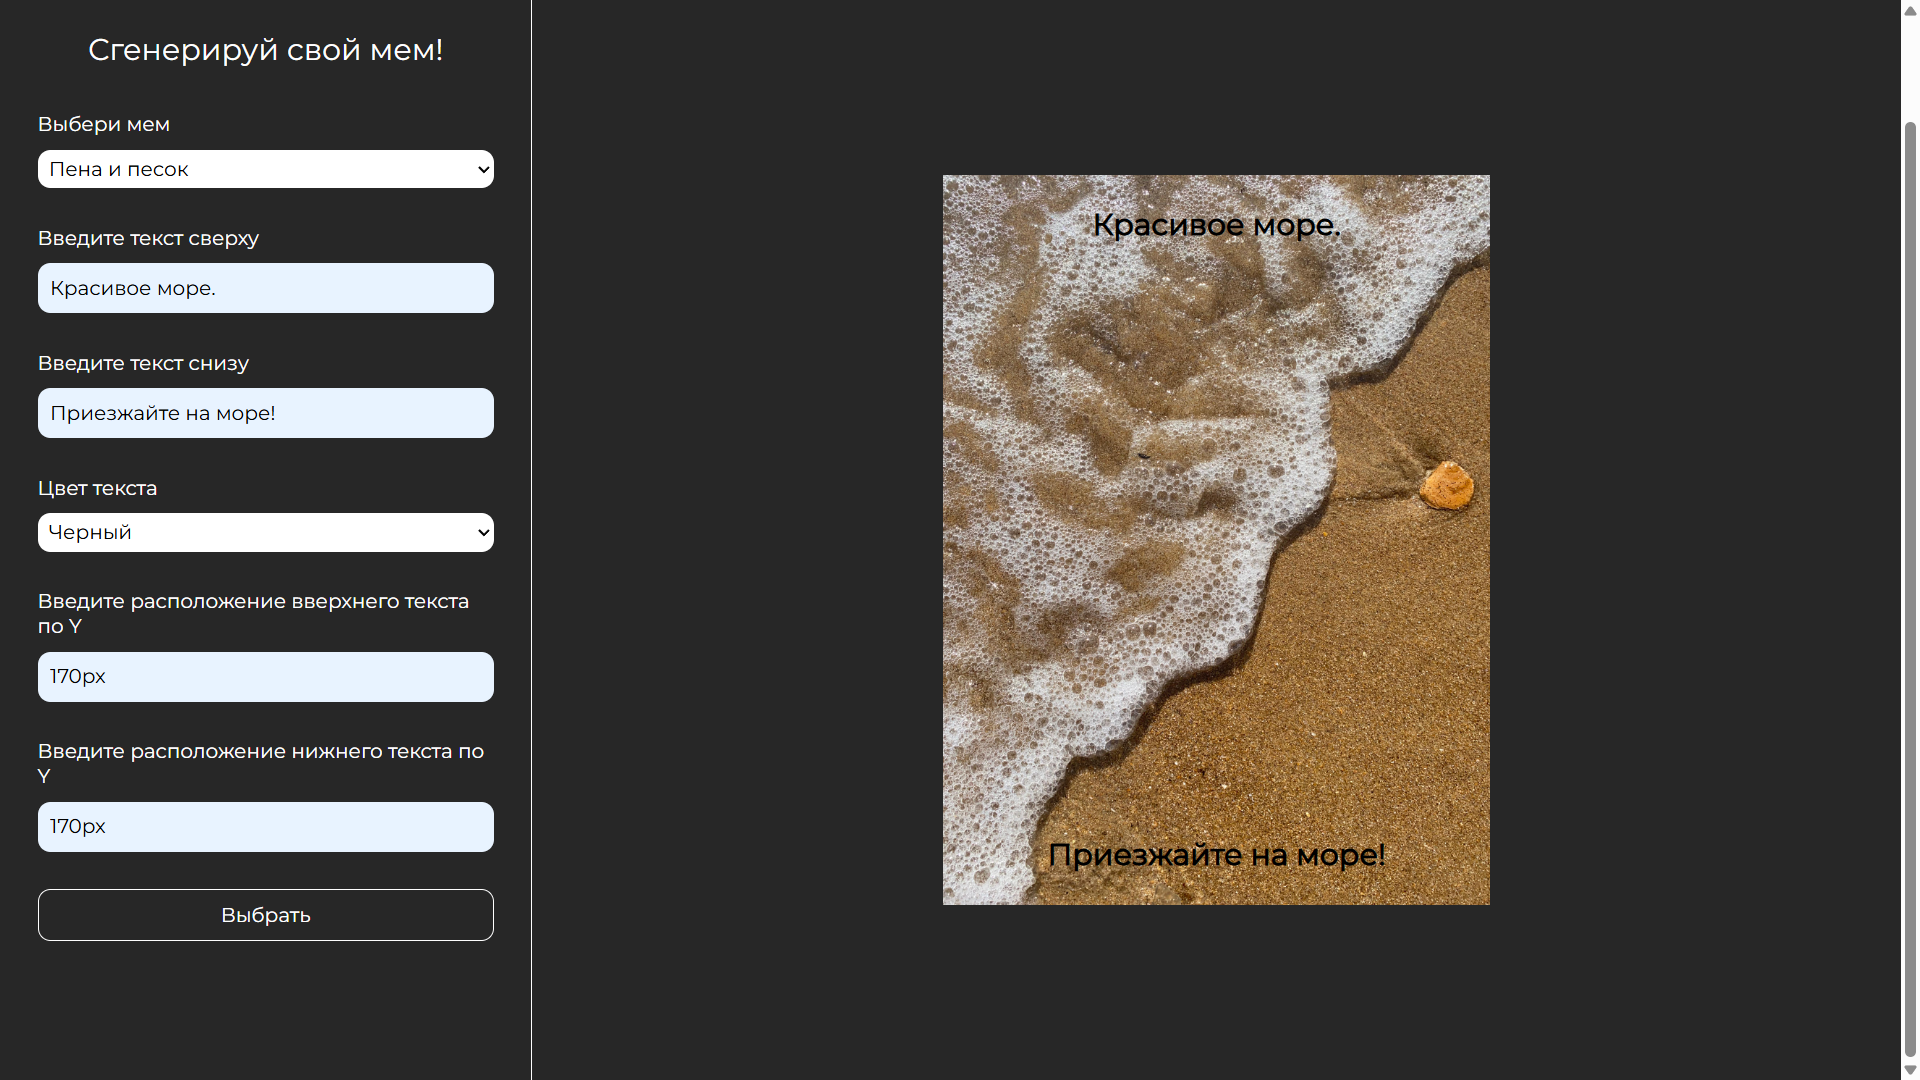 Сгенерируй свой мем!
Выбери мем
Пена и песок
Введите текст сверху
Красивое море.
Введите текст снизу
Приезжайте на море!
Цвет текста
Черный
Введите расположение вверхнего текста
по Y
170px
Введите расположение нижнего текста по
Y
170px
Выбрать
Красивое море.
Приезжайте на море!